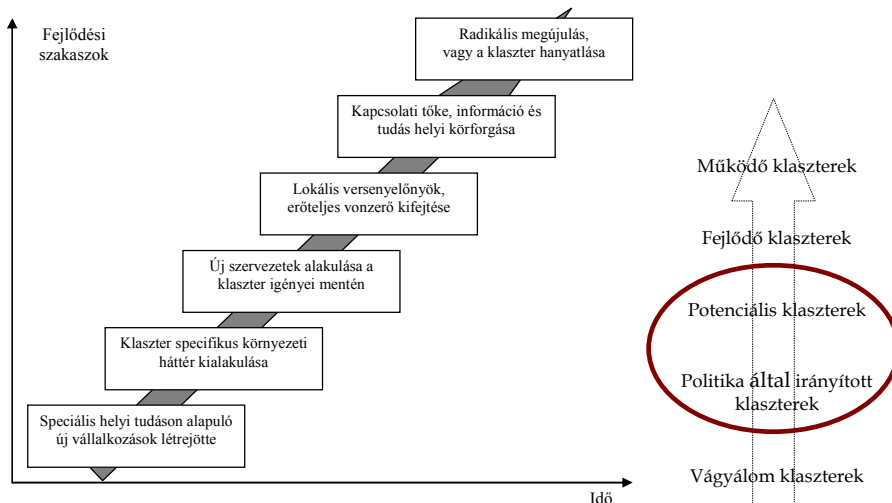 Fejlődési
szakaszok
Radikális megújulás,
vagy a klaszter hanyatlása
Kapcsolati tőke, információ és
tudás helyi körforgása
Lokális versenyelőnyök,
erőteljes vonzerő kifejtése
Új szervezetek alakulása a
klaszter igényei mentén
Klaszter specifikus környezeti
háttér kialakulása
Speciális helyi tudáson alapuló
új vállalkozások létrejötte
Idő
Működő klaszterek
Fejlődő klaszterek
Potenciális klaszterek
Politika által irányított
klaszterek
Vágyálom klaszterek